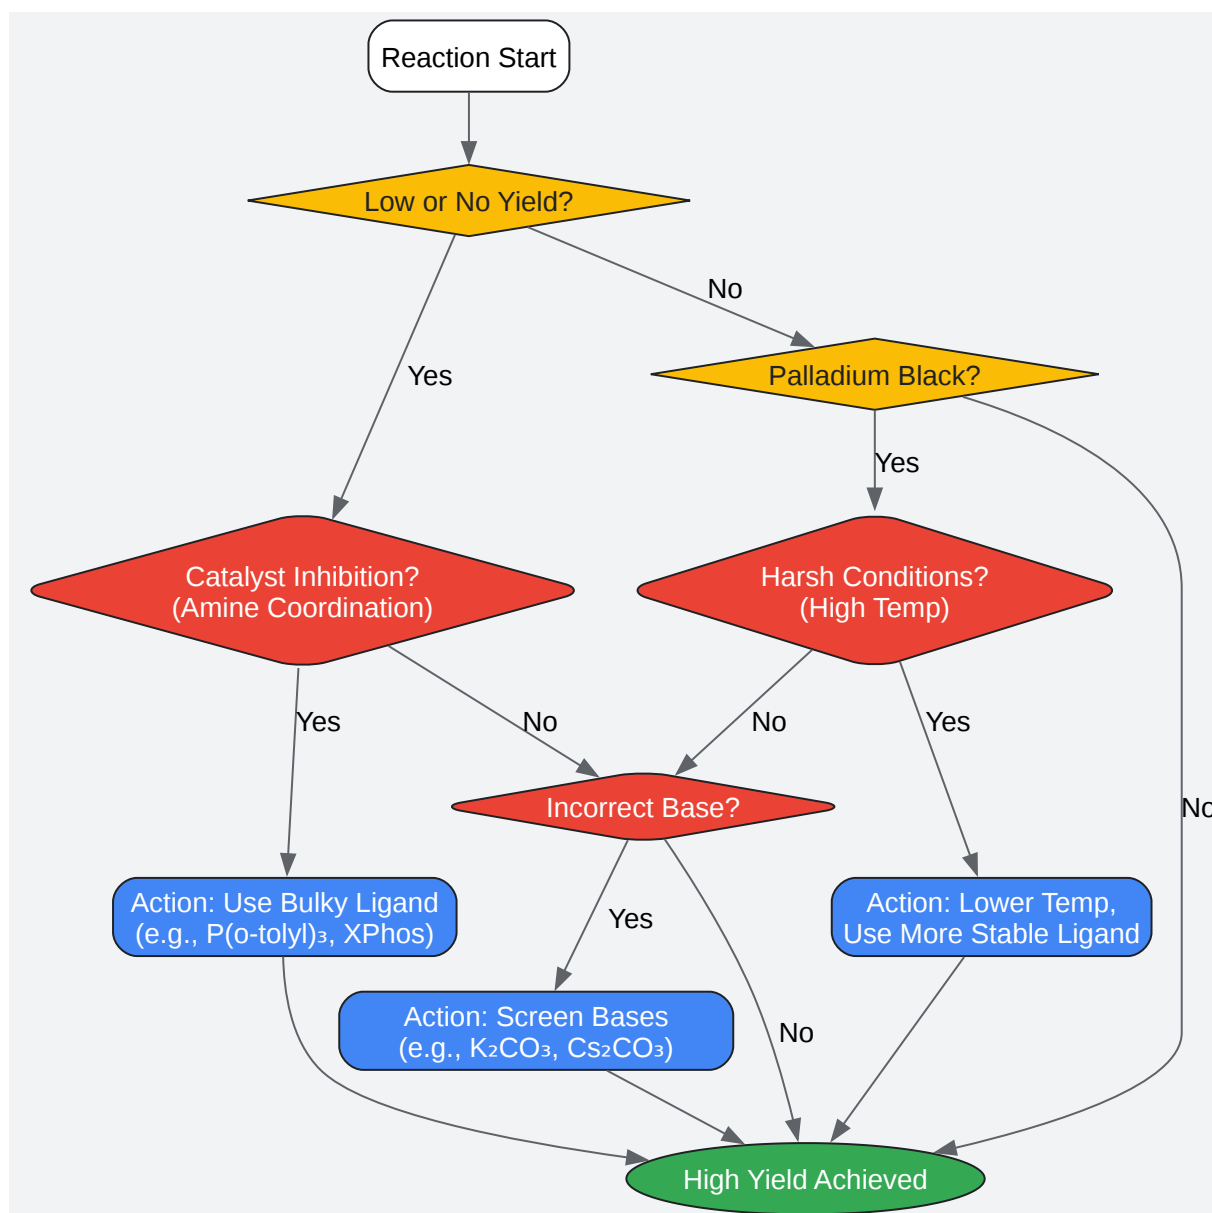 Reaction Start
Low or No Yield?
No
Yes
Palladium Black?
Yes
Catalyst Inhibition?
(Amine Coordination)
Harsh Conditions?
(High Temp)
Yes
No
No
Yes
Incorrect Base?
No
Action: Use Bulky Ligand
(e.g., P(o-tolyl)₃, XPhos)
Yes
Action: Lower Temp,
Use More Stable Ligand
Action: Screen Bases
(e.g., K₂CO₃, Cs₂CO₃)
No
High Yield Achieved